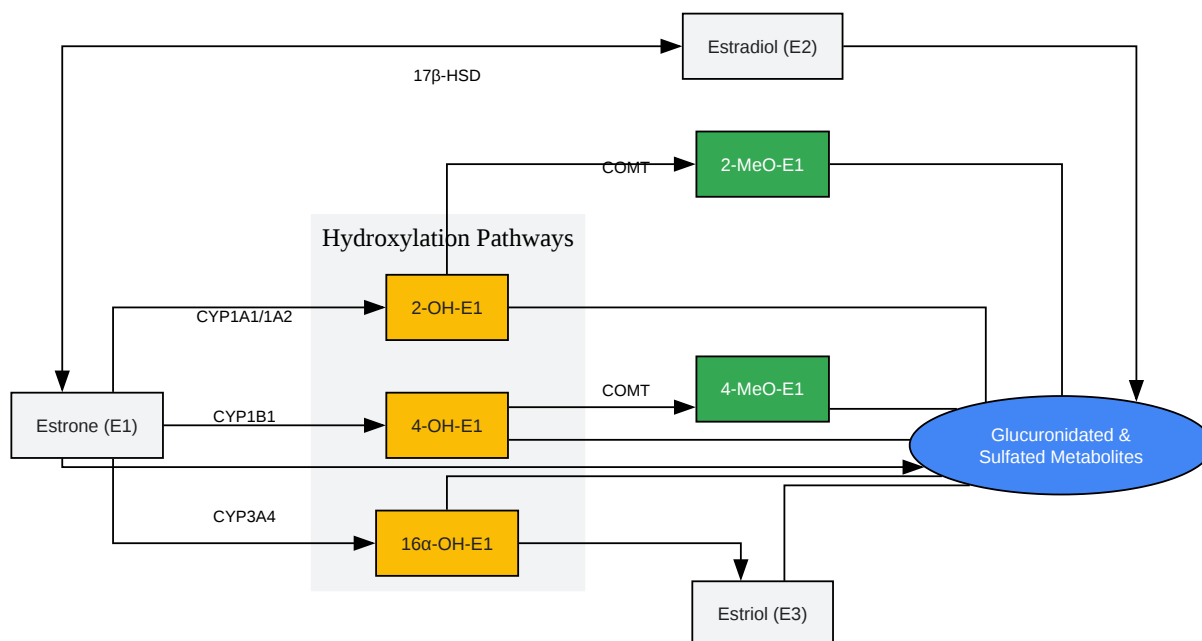 Estradiol (E2)
17β-HSD
COMT
2-MeO-E1
Hydroxylation Pathways
2-OH-E1
CYP1A1/1A2
4-MeO-E1
COMT
Estrone (E1)
CYP1B1
4-OH-E1
Glucuronidated &
Sulfated Metabolites
CYP3A4
16α-OH-E1
Estriol (E3)